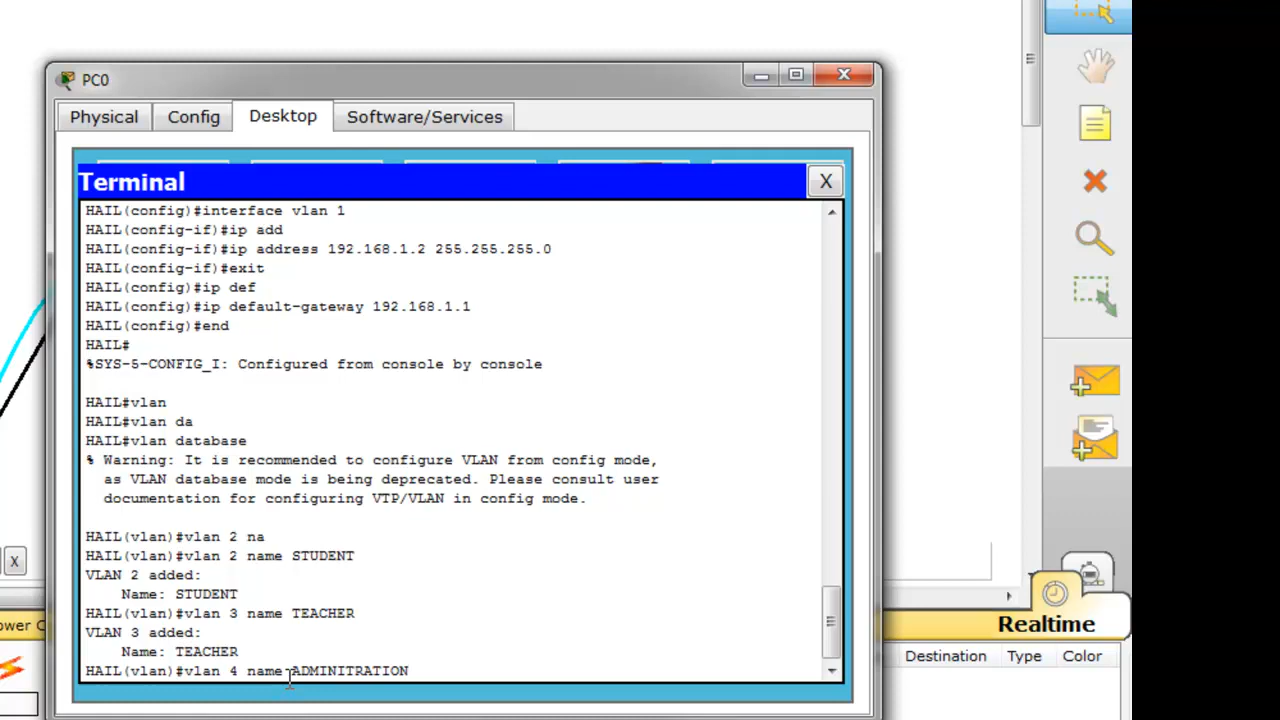 PC0
Physical
Config
Desktop
Software/Services
Terminal
X
HAIL(config)#interface vlan 1
HAIL(config-if)#ip add
HAIL(config-if)#ip address 192.168.1.2 255.255.255.0
HAIL(config-if)#exit
HAIL(config)#ip def
HAIL(config)#ip default-gateway 192.168.1.1
HAIL(config)#end
HAIL#
%SYS-5-CONFIG_I: Configured from console by console
HAIL#vlan
HAIL#vlan da
HAIL#vlan database
% Warning: It is recommended to configure VLAN from config mode,
as VLAN database mode is being deprecated. Please consult user
documentation for configuring VTP/VLAN in config mode.
HAIL(vlan)#vlan 2 na
HAIL(vlan)#vlan 2 name STUDENT
VLAN 2 added:
Name: STUDENT
HAIL(vlan)#vlan 3 name TEACHER
VLAN 3 added:
Name: TEACHER
HAIL(vlan)#vlan 4 name ADMINITRATION
X
Realtime
Destination
Type
Color